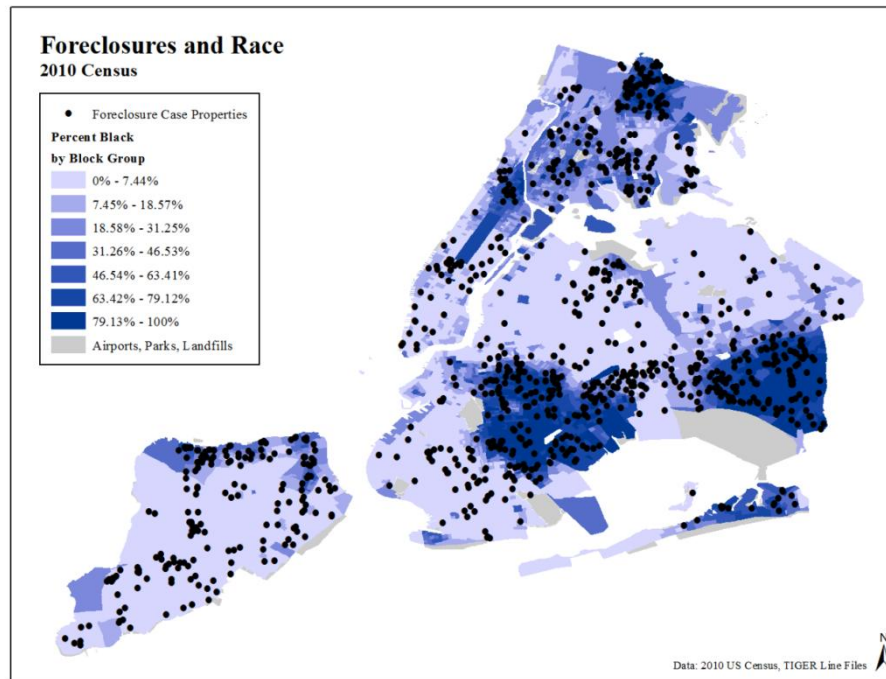 Foreclosures and Race
2010 Census
Foreclosure Case Properties
Percent Black
by Block Group
0% - 7.44%
7.45% - 18.57%
18.58% - 31.25%
31.26% - 46.53%
46.54% - 63.41%
63.42% - 79.12%
79.13% - 100%
Airports, Parks, Landfills
N
Data: 2010 US Census, TIGER Line Files